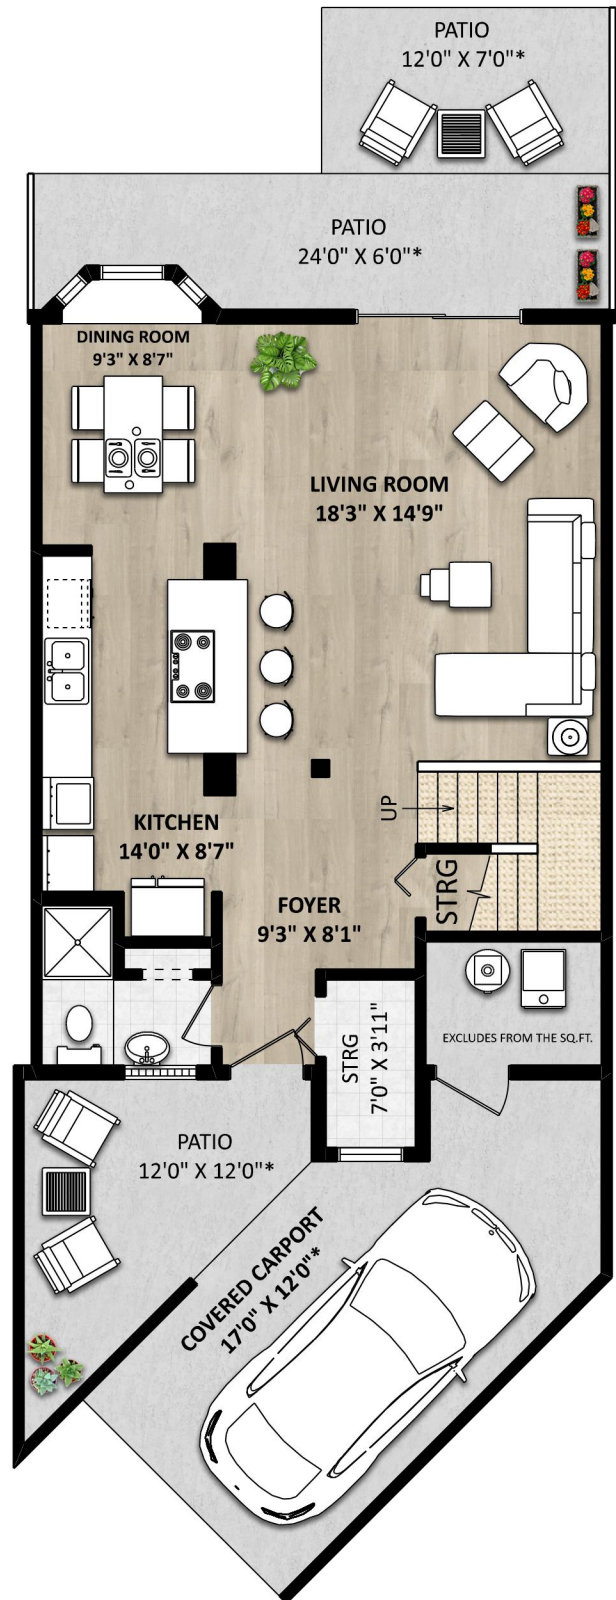 PATIO
12'0" X 7'0"*
PATIO
24'0" X 6'0"*
DINING ROOM
9'3" X 8'7"
LIVING ROOM
18'3" X 14'9"
UP
KITCHEN
14'0" X 8'7"
STRG
FOYER
9'3" X 8'1"
STRG
7'0" X 3'11"
EXCLUDES FROM THE SQ.FT.
PATIO
12'0" X 12'0"*
COVERED CARPORT
17'0" X 12'0"*